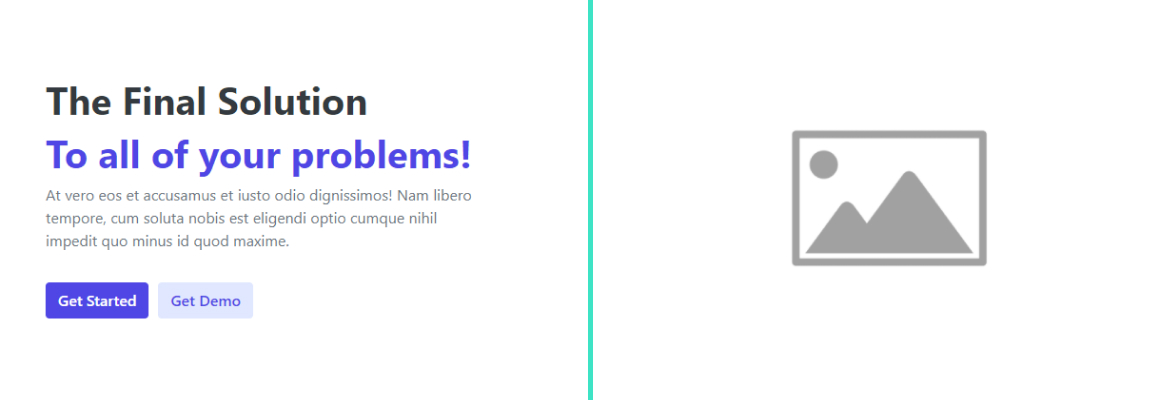 The Final Solution
To all of your problems!
At vero eos et accusamus et iusto odio dignissimos! Nam libero
tempore, cum soluta nobis est eligendi optio cumque nihil
impedit quo minus id quod maxime.
Get Started
Get Demo